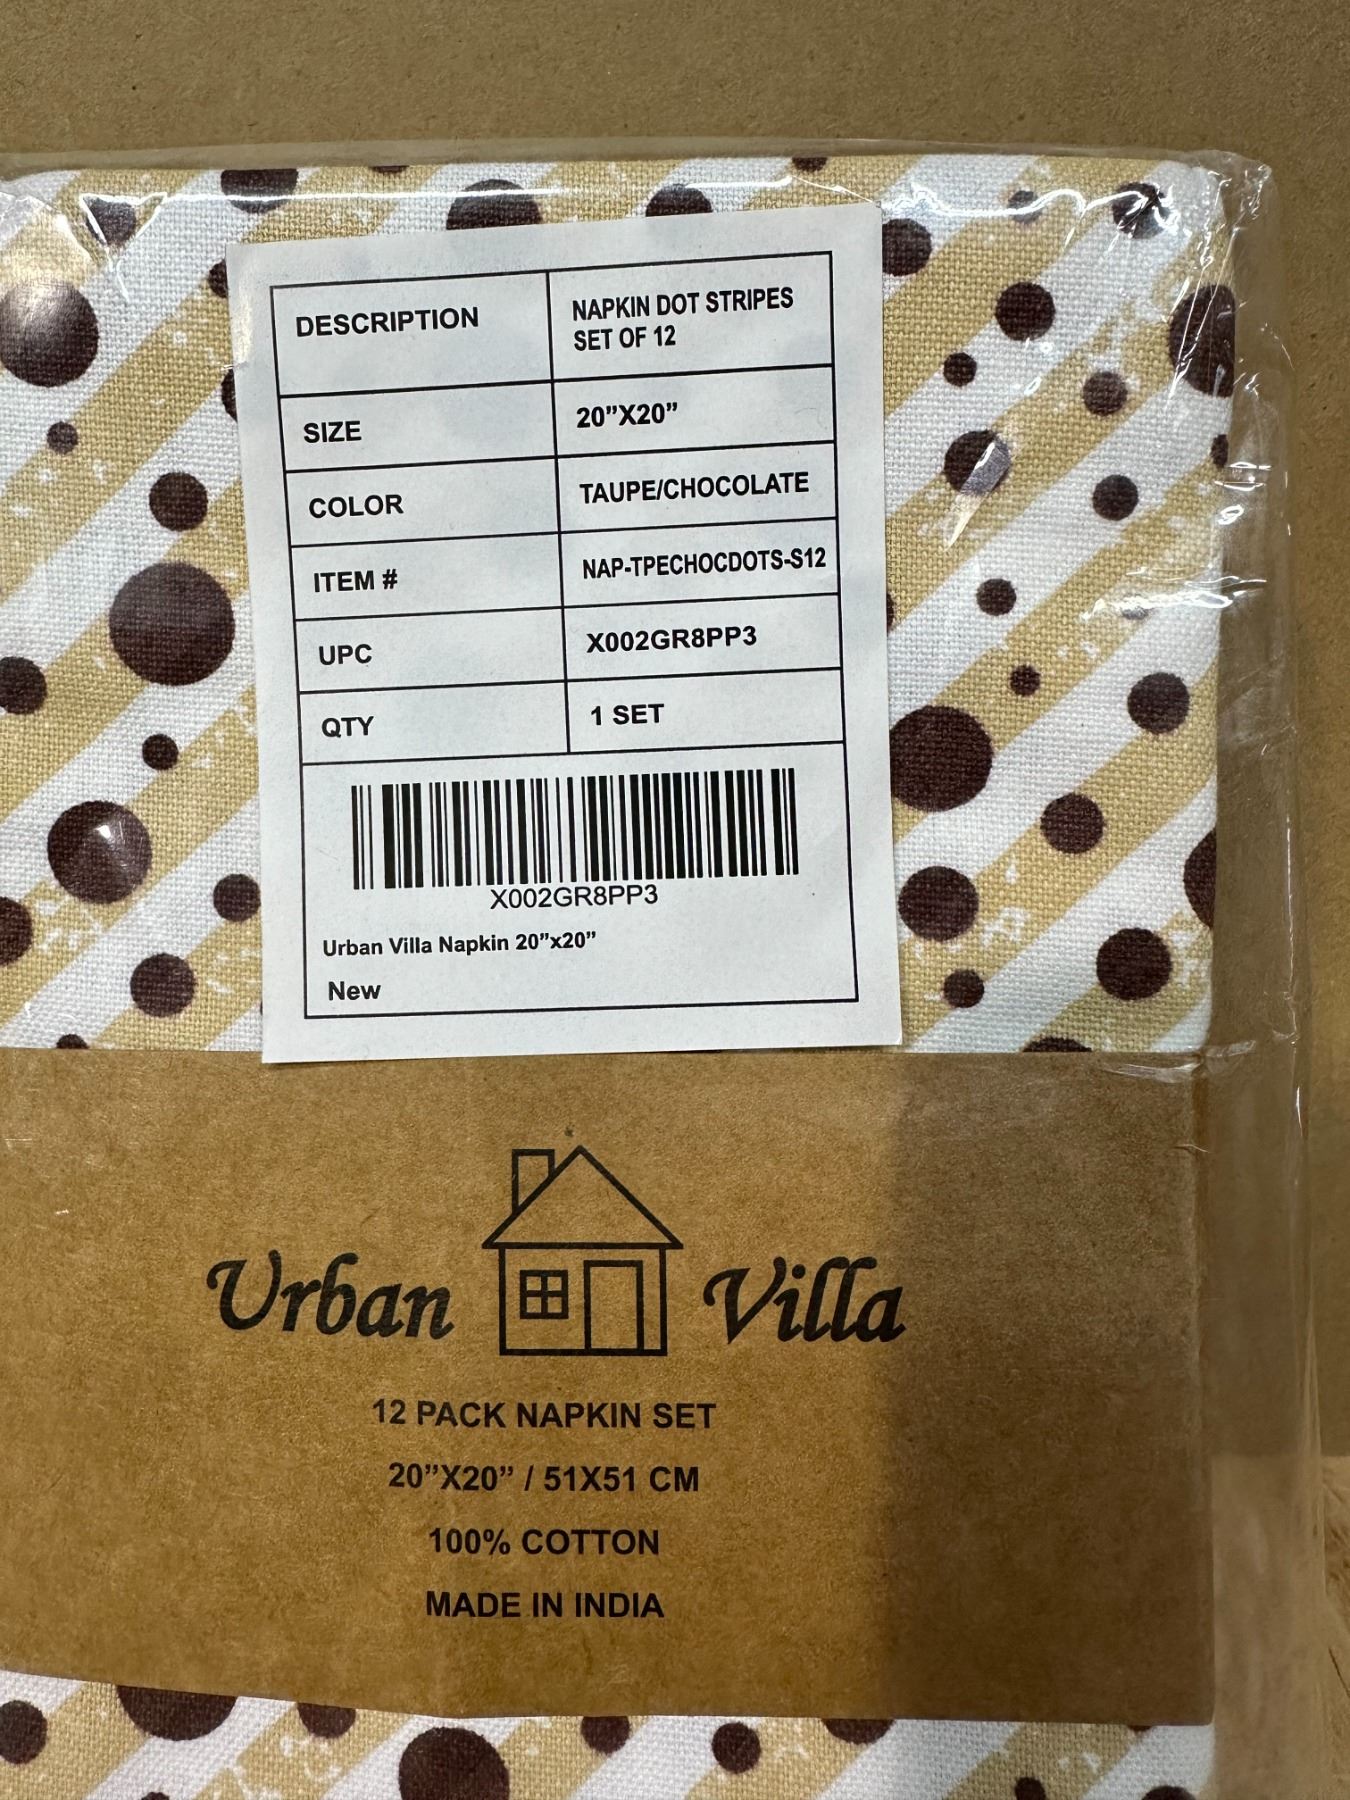 DESCRIPTION NAPKIN DOT STRIPES
SET OF 12
SIZE 20”X20”
COLOR TAUPE/CHOCOLATE
ITEM # NAP-TPECHOCDOTS-S12
UPC X002GR8PP3
QTY 1 SET
X002GR8PP3
Urban Villa Napkin 20”x20”
New
Urban Villa
12 PACK NAPKIN SET
20”X20” / 51X51 CM
100% COTTON
MADE IN INDIA